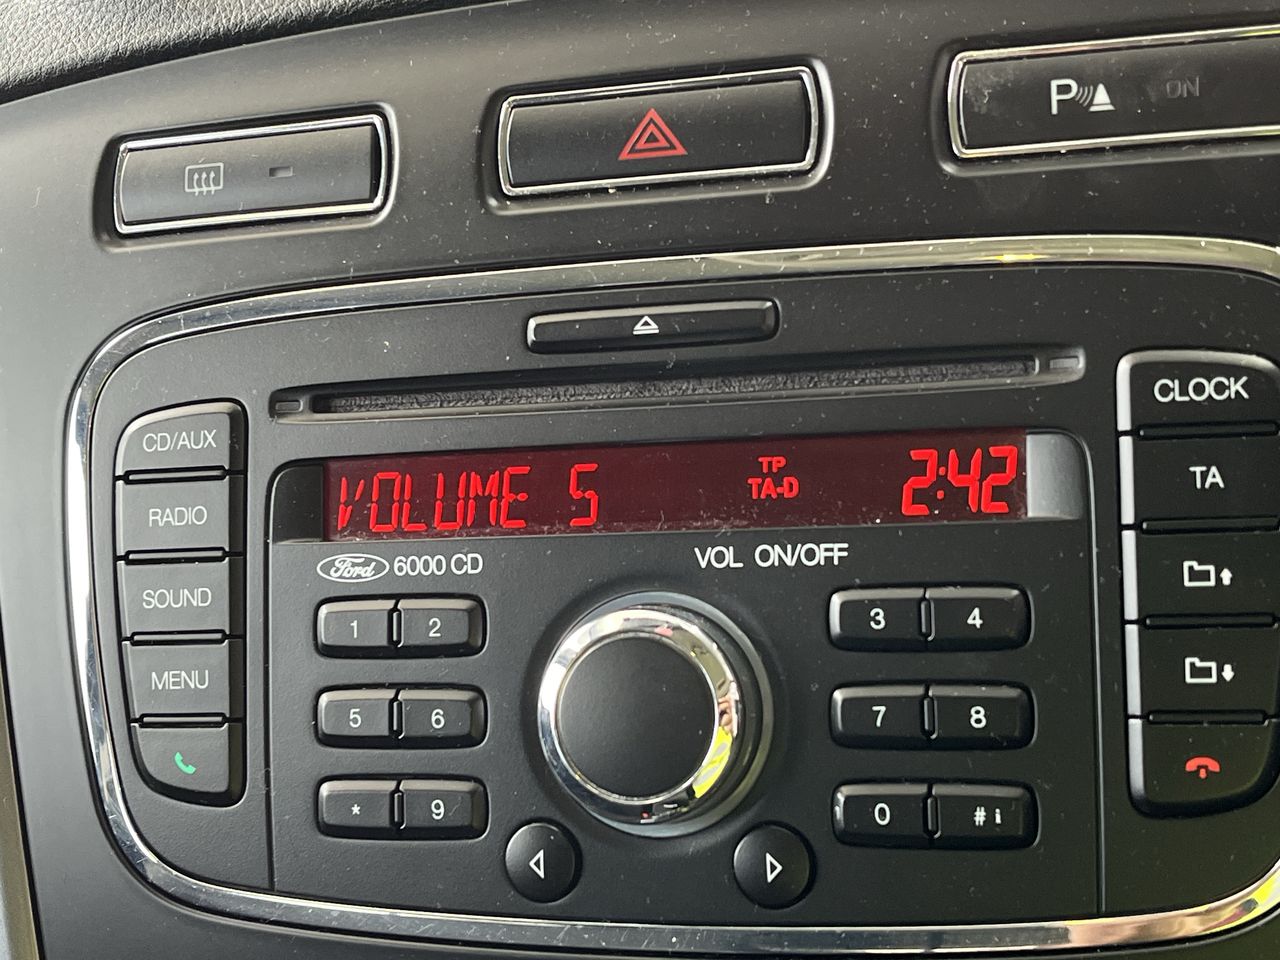 P ON
CD/AUX
RADIO
SOUND
MENU
VOLUME 5
TP
TA-D
2:42
Ford 6000 CD
VOL ON/OFF
1 2
3 4
5 6
7 8
* 9
0 # i
CLOCK
TA